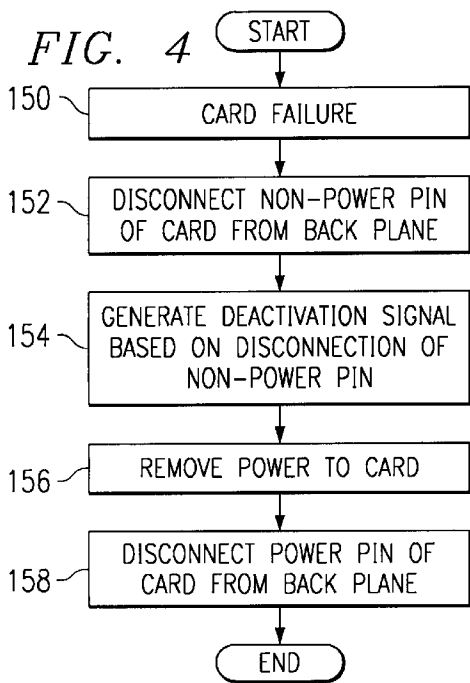 FIG. 4
START
150
CARD FAILURE
152
DISCONNECT NON-POWER PIN
OF CARD FROM BACK PLANE
154
GENERATE DEACTIVATION SIGNAL
BASED ON DISCONNECTION OF
NON-POWER PIN
156
REMOVE POWER TO CARD
158
DISCONNECT POWER PIN OF
CARD FROM BACK PLANE
END